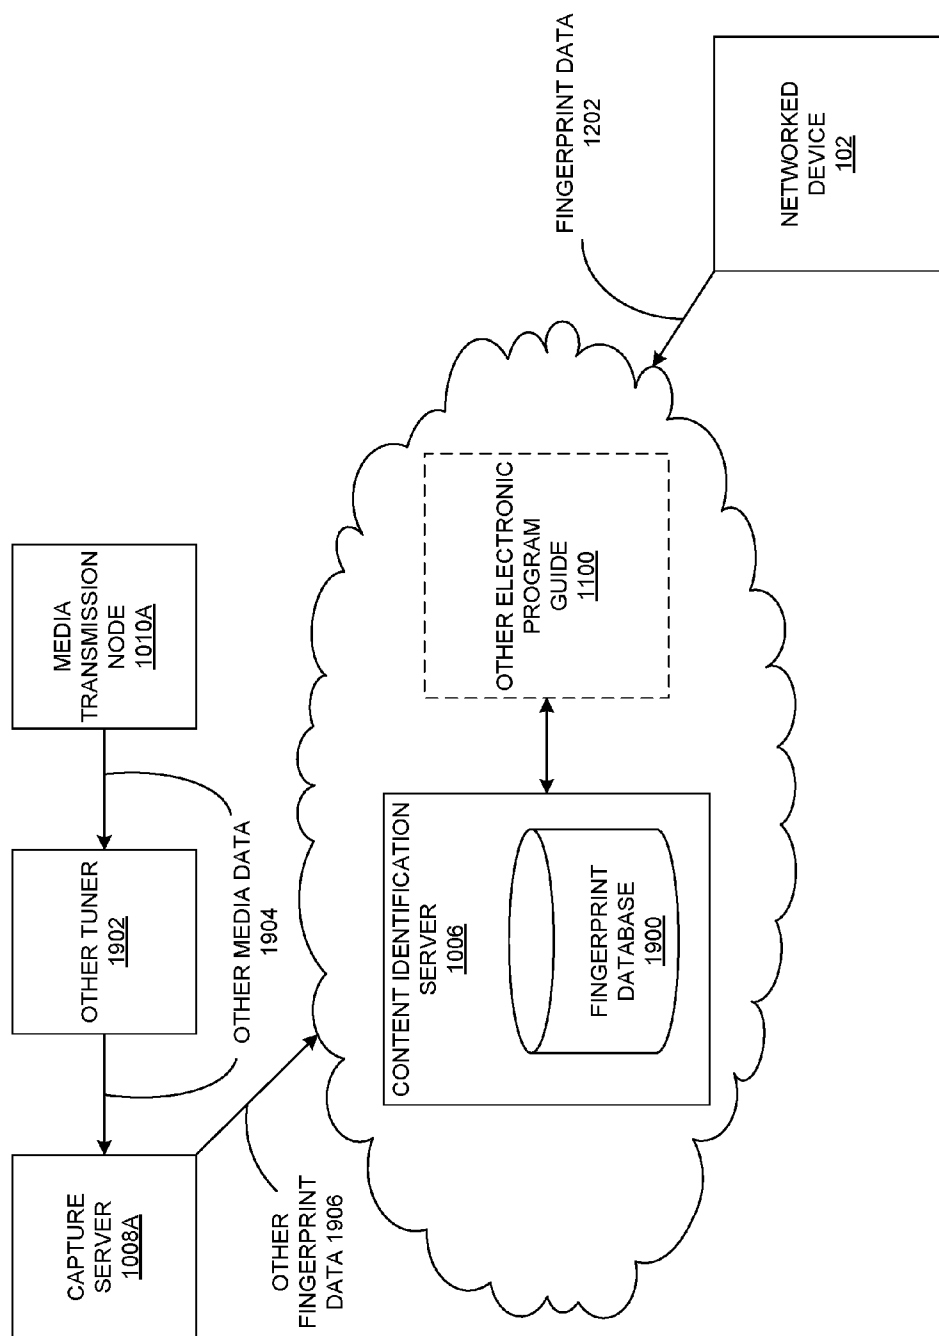 CAPTURE
SERVER
1008A
OTHER TUNER
1902
MEDIA
TRANSMISSION
NODE
1010A
OTHER MEDIA DATA
1904
OTHER
FINGERPRINT
DATA 1906
CONTENT IDENTIFICATION
SERVER
1006
FINGERPRINT
DATABASE
1900
OTHER ELECTRONIC
PROGRAM
GUIDE
1100
FINGERPRINT DATA
1202
NETWORKED
DEVICE
102